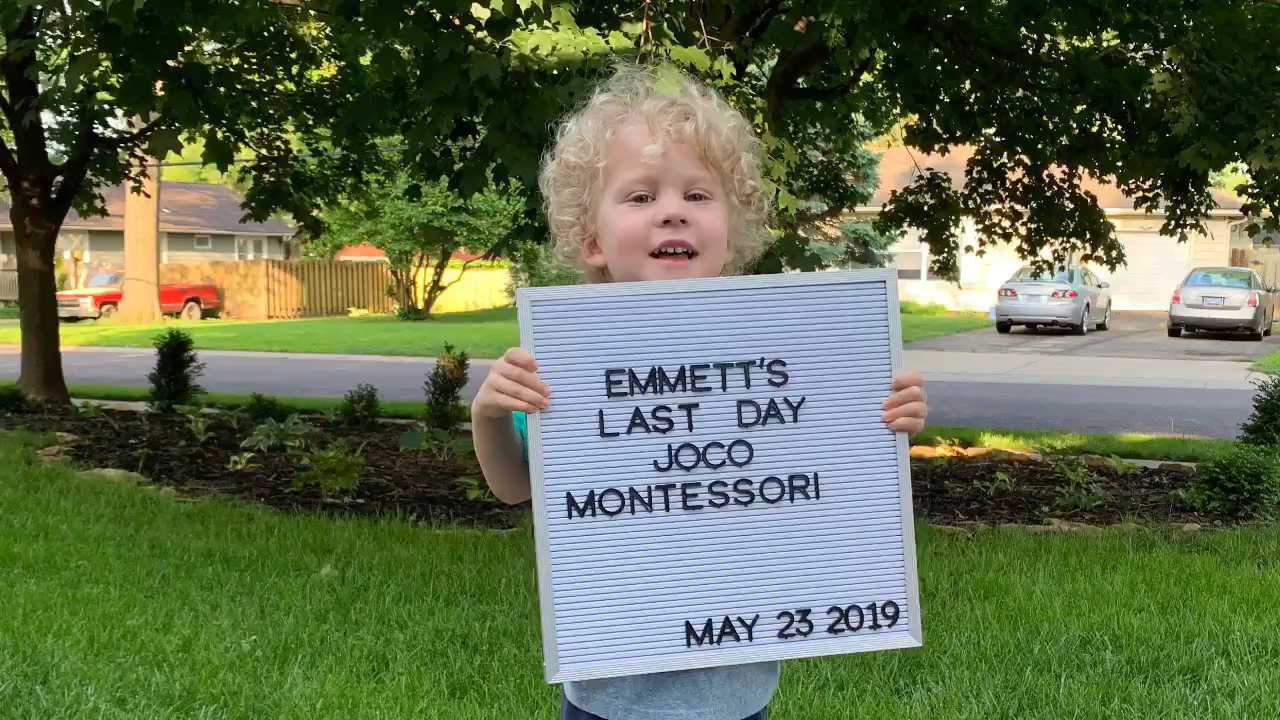 EMMETT'S
LAST DAY
JOCO
MONTESSORI
MAY 23 2019